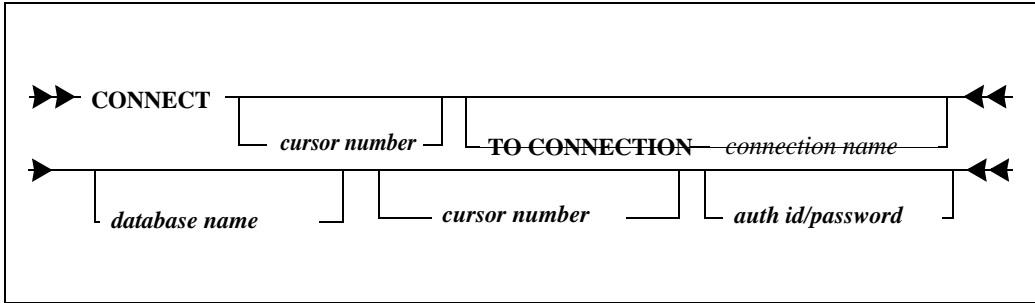 CONNECT
cursor number
TO CONNECTION connection name
database name
cursor number
auth id/password